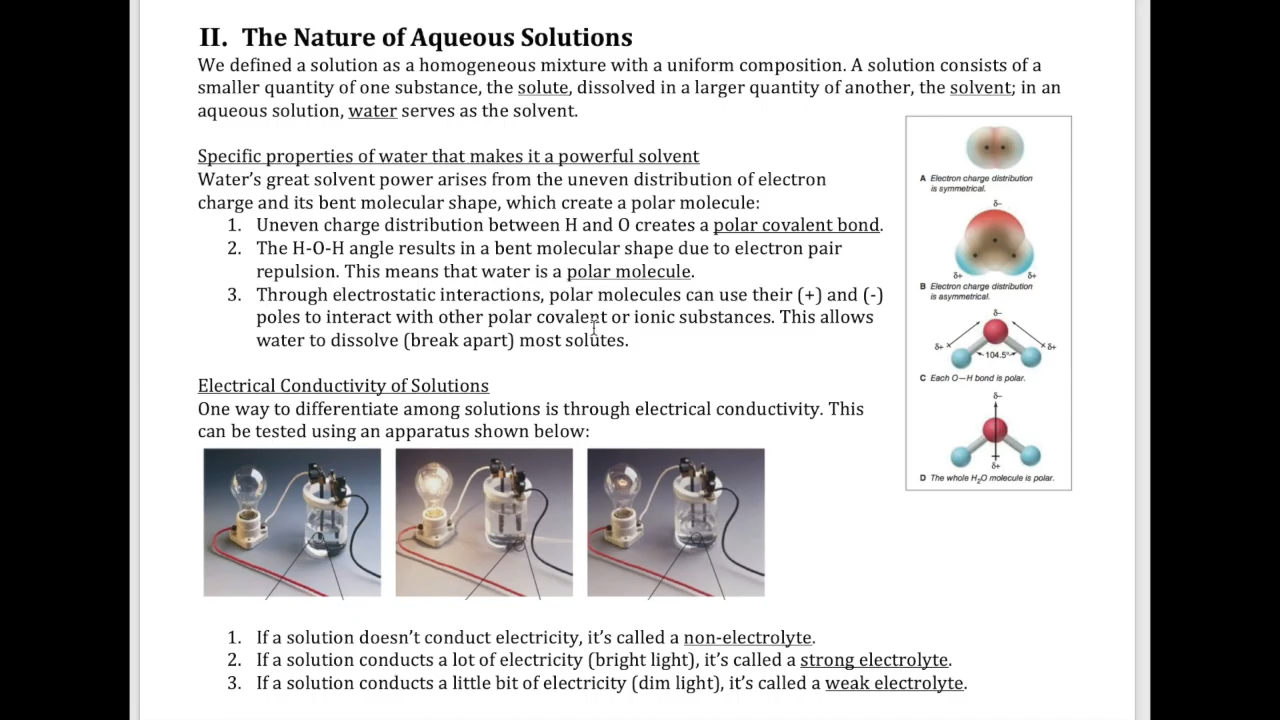 II. The Nature of Aqueous Solutions
We defined a solution as a homogeneous mixture with a uniform composition. A solution consists of a
smaller quantity of one substance, the solute, dissolved in a larger quantity of another, the solvent; in an
aqueous solution, water serves as the solvent.
Specific properties of water that makes it a powerful solvent
Water's great solvent power arises from the uneven distribution of electron
charge and its bent molecular shape, which create a polar molecule:
1. Uneven charge distribution between H and O creates a polar covalent bond.
2. The H-O-H angle results in a bent molecular shape due to electron pair
repulsion. This means that water is a polar molecule.
3. Through electrostatic interactions, polar molecules can use their (+) and (-)
poles to interact with other polar covalent or ionic substances. This allows
water to dissolve (break apart) most solutes.
A Electron charge distribution
is symmetrical.
δ-
δ+ δ+
B Electron charge distribution
is asymmetrical.
δ-
δ+ δ+
104.5°
C Each O—H bond is polar.
δ-
δ+
D The whole H₂O molecule is polar.
Electrical Conductivity of Solutions
One way to differentiate among solutions is through electrical conductivity. This
can be tested using an apparatus shown below:
1. If a solution doesn't conduct electricity, it's called a non-electrolyte.
2. If a solution conducts a lot of electricity (bright light), it's called a strong electrolyte.
3. If a solution conducts a little bit of electricity (dim light), it's called a weak electrolyte.